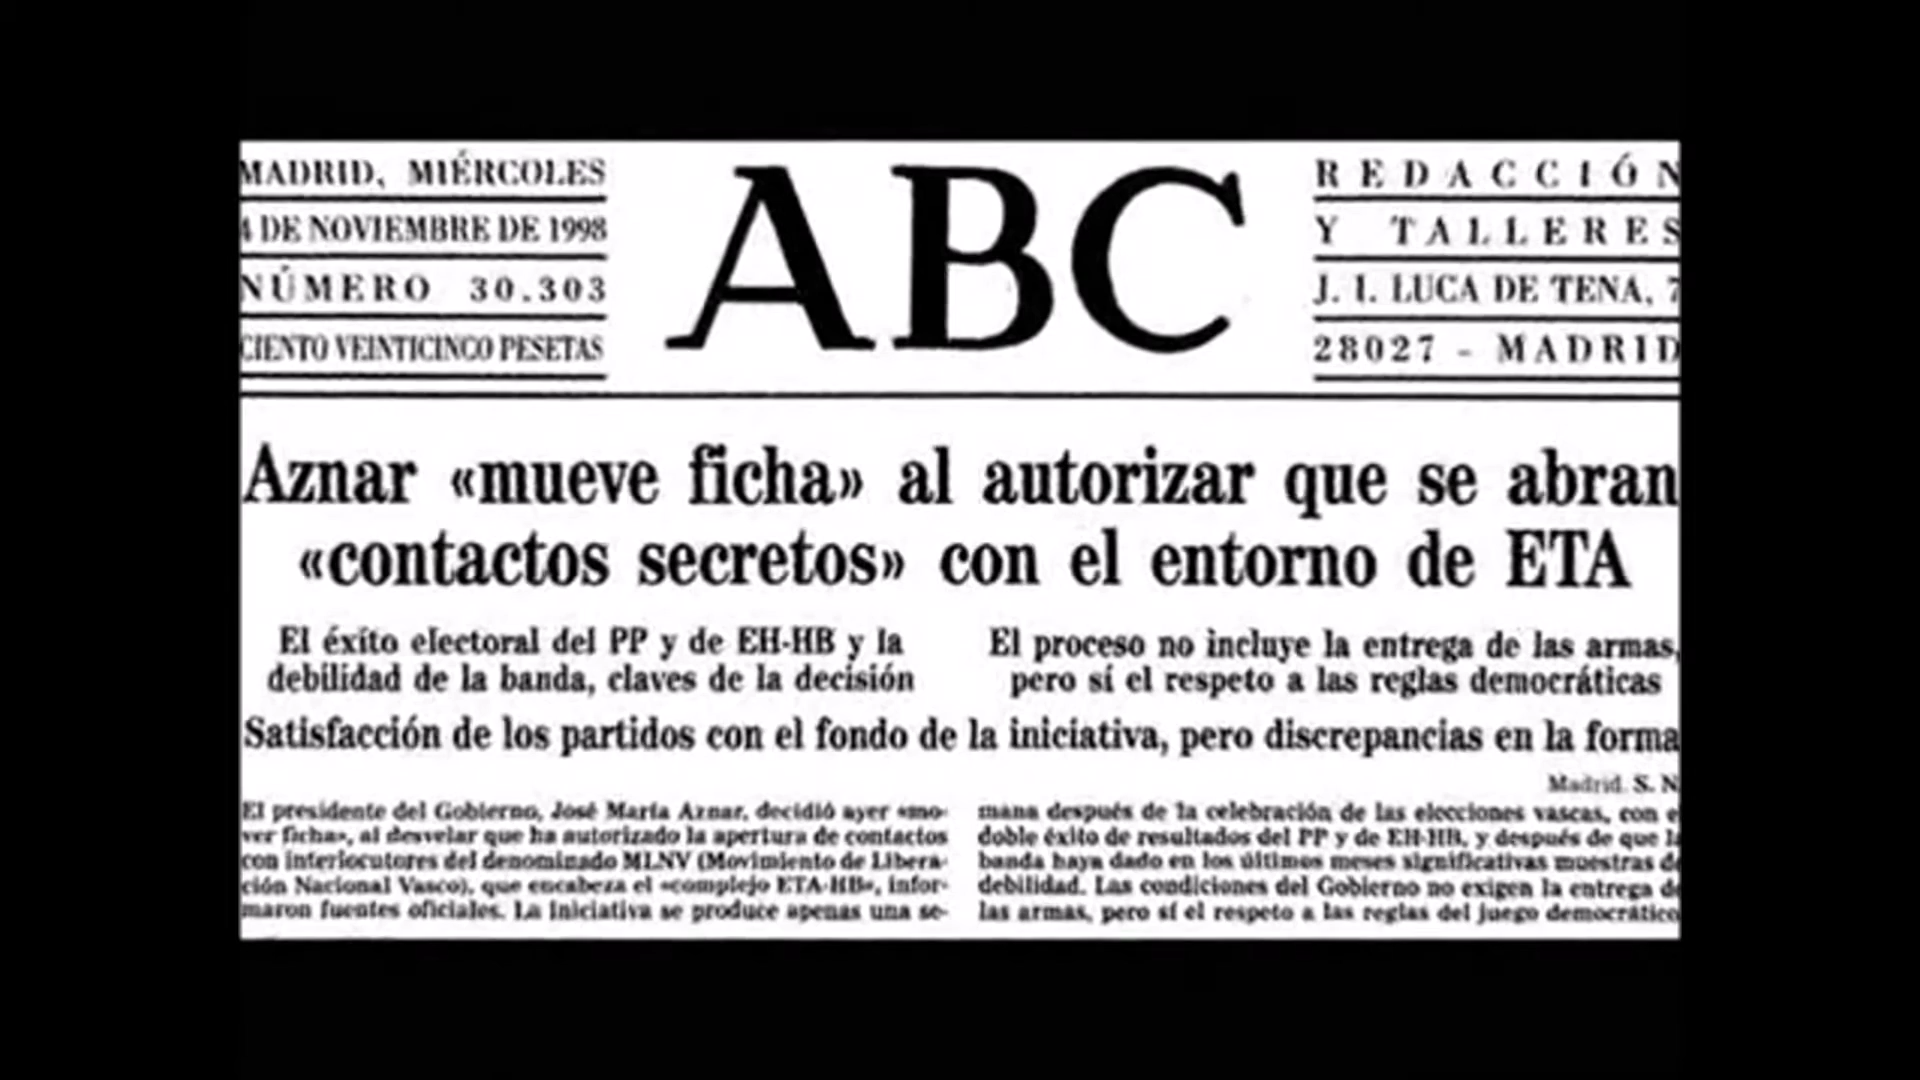 MADRID, MIÉRCOLES
4 DE NOVIEMBRE DE 1998
NÚMERO 30.303
CIENTO VEINTICINCO PESETAS
ABC
REDACCIÓN
Y TALLERES
J. I. LUCA DE TENA, 7
28027 - MADRID
Aznar «mueve ficha» al autorizar que se abran
«contactos secretos» con el entorno de ETA
El éxito electoral del PP y de EH-HB y la
debilidad de la banda, claves de la decisión
El proceso no incluye la entrega de las armas,
pero sí el respeto a las reglas democráticas
Satisfacción de los partidos con el fondo de la iniciativa, pero discrepancias en la forma
Madrid. S. N
El presidente del Gobierno, José María Aznar, decidió ayer «mo-
ver ficha», al desvelar que ha autorizado la apertura de contactos
con interlocutores del denominado MLNV (Movimiento de Libera-
ción Nacional Vasco), que encabeza el «complejo ETA-HB», infor-
maron fuentes oficiales. La iniciativa se produce apenas una se-
mana después de la celebración de las elecciones vascas, con e
doble éxito de resultados del PP y de EH-HB, y después de que la
banda haya dado en los últimos meses significativas muestras de
debilidad. Las condiciones del Gobierno no exigen la entrega de
las armas, pero sí el respeto a las reglas del juego democrático